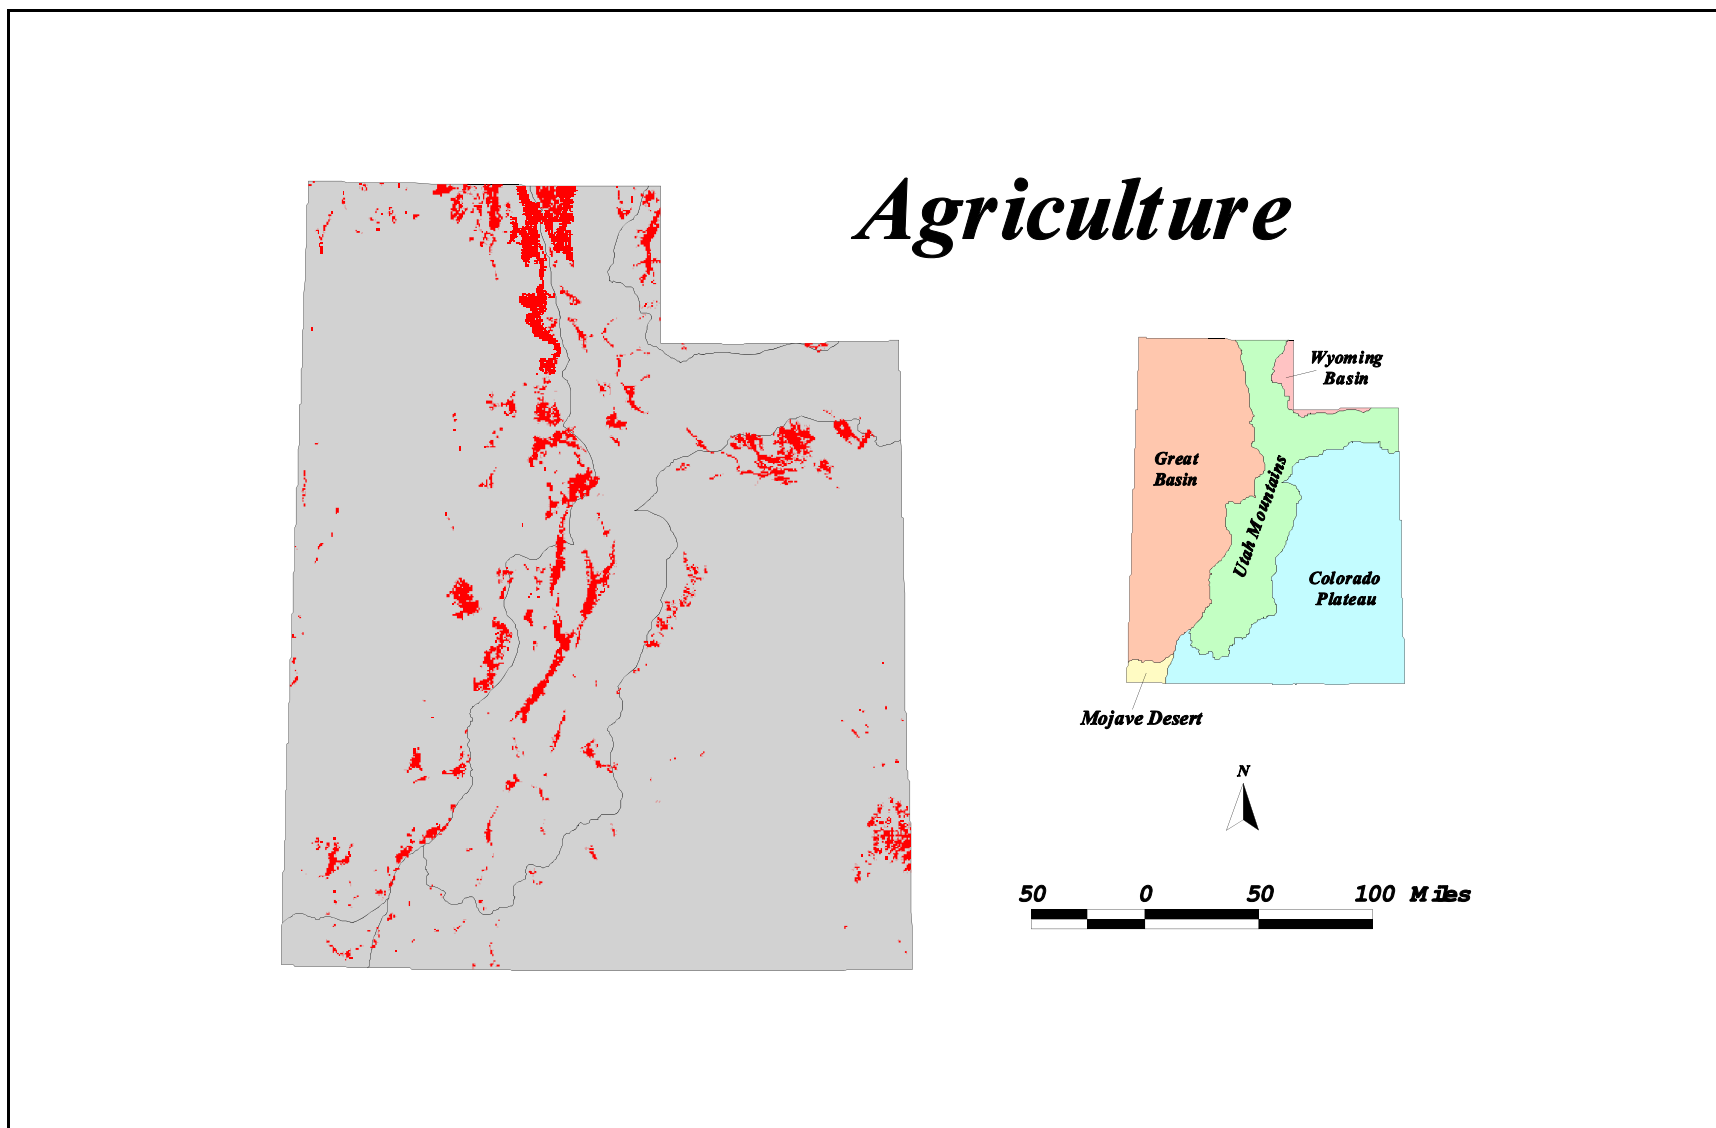 Agriculture
Wyoming
Basin
Great
Basin
Utah Mountains
Colorado
Plateau
Mojave Desert
N
50 0 50 100 Miles